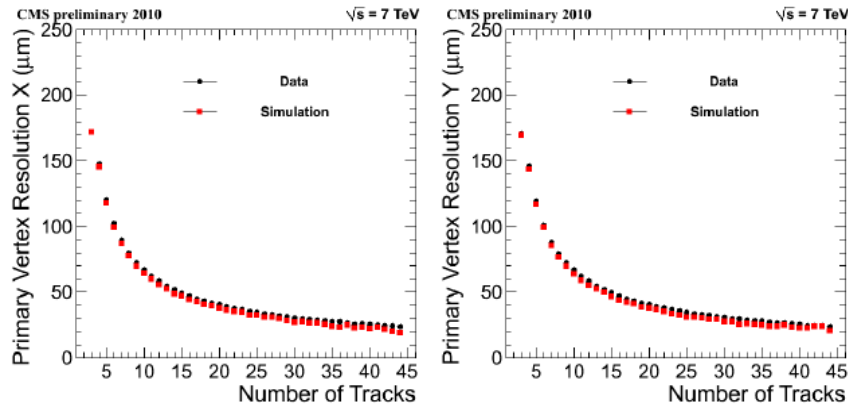 CMS preliminary 2010 √s = 7 TeV
Primary Vertex Resolution X (μm)
250
200
150
100
50
0
Data
Simulation
5 10 15 20 25 30 35 40 45
Number of Tracks
CMS preliminary 2010 √s = 7 TeV
Primary Vertex Resolution Y (μm)
250
200
150
100
50
0
Data
Simulation
5 10 15 20 25 30 35 40 45
Number of Tracks